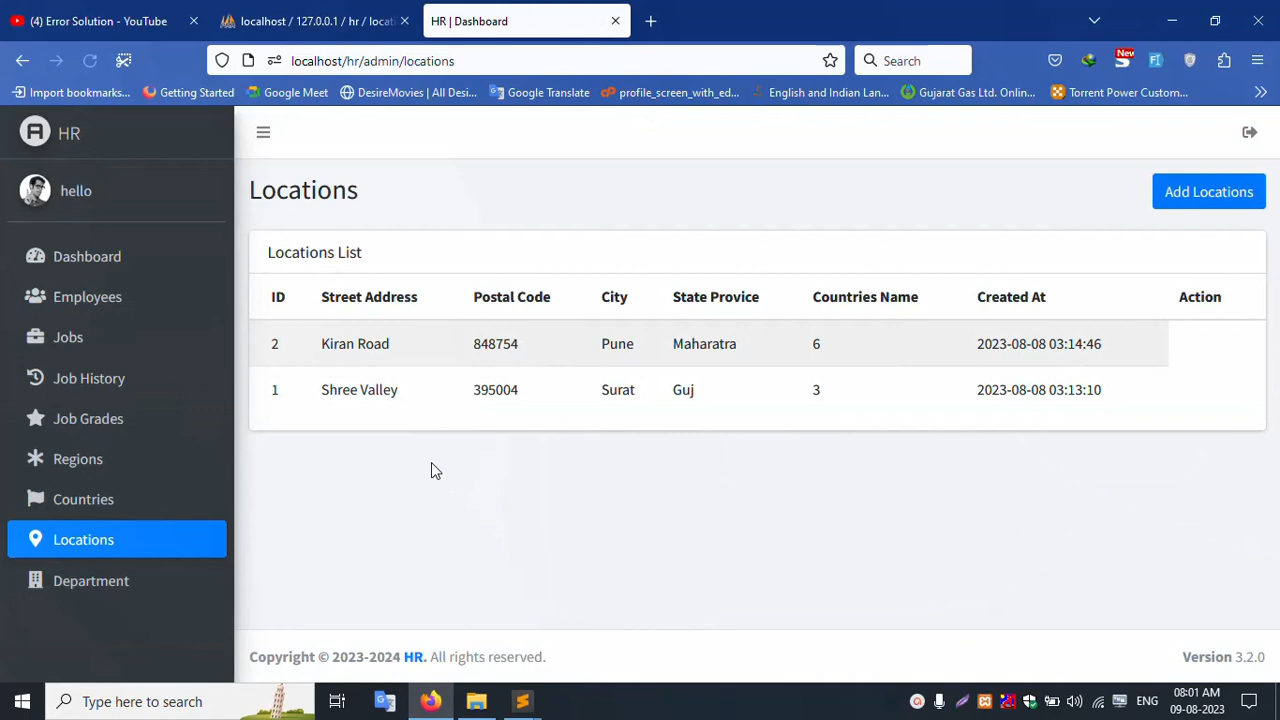 (4) Error Solution - YouTube
localhost / 127.0.0.1 / hr / locati
HR | Dashboard
localhost/hr/admin/locations
Search
New
Import bookmarks...
Getting Started
Google Meet
DesireMovies | All Desi...
Google Translate
profile_screen_with_ed...
English and Indian Lan...
Gujarat Gas Ltd. Onlin...
Torrent Power Custom...
HR
hello
Dashboard
Employees
Jobs
Job History
Job Grades
Regions
Countries
Locations
Department
Locations
Add Locations
Locations List
ID Street Address Postal Code City State Provice Countries Name Created At Action
2 Kiran Road 848754 Pune Maharatra 6 2023-08-08 03:14:46
1 Shree Valley 395004 Surat Guj 3 2023-08-08 03:13:10
Copyright © 2023-2024 HR. All rights reserved.
Version 3.2.0
Type here to search
ENG
08:01 AM
09-08-2023